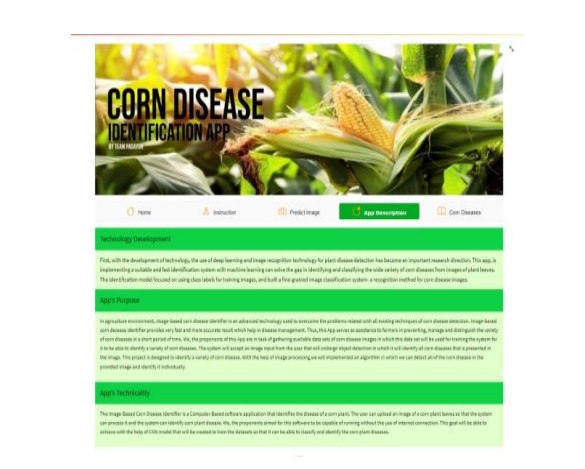 CORN DISEASE
IDENTIFICATION APP
BY TEAM
Home
Instruction
Predict Image
App Description
Corn Diseases
Technology Development
First, with the development of technology, the use of deep learning and image recognition technology for plant disease detection has become an important research direction. This app, is
implementing a suitable and fast identification system with machine learning can solve the gap in identifying and classifying the wide variety of corn diseases from images of plant leaves.
The identification model focused on using class labels for training images, and built a fine-grained image classification system- a recognition method for corn disease images.
App's Purpose
In agriculture environment, image-based corn disease identifier is an advanced technology used to overcome the problems related with all existing techniques of corn disease detection. Image-based
corn decease identifier provides very fast and more accurate result which help in disease management. Thus, this App serves as assistance to farmers in preventing, manage and distinguish the variety
of corn diseases in a short period of time. We, the proponents of this App are in task of gathering available data sets of corn disease images in which this data set will be used for training the system for
it to be able to identify a variety of corn diseases. The system will accept an image input from the user that will undergo object detection in which it will identify all corn diseases that is presented in
the image. This project is designed to identify a variety of corn disease. With the help of image processing,we will implemented an algorithm in which we can detect all of the corn disease in the
provided image and identify it individually.
App's Technicality
The Image-Based Corn Disease Identifier is a Computer-Based software application that identifies the disease of a corn plant. The user can upload an image of a corn plant leaves so that the system
can process it and the system can identify corn plant disease. We, the proponents aimed for this software to be capable of running without the use of internet connection. This goal will be able to
achieve with the help of CNN model that will be created to train the datasets so that it can be able to classify and identify the corn plant diseases.